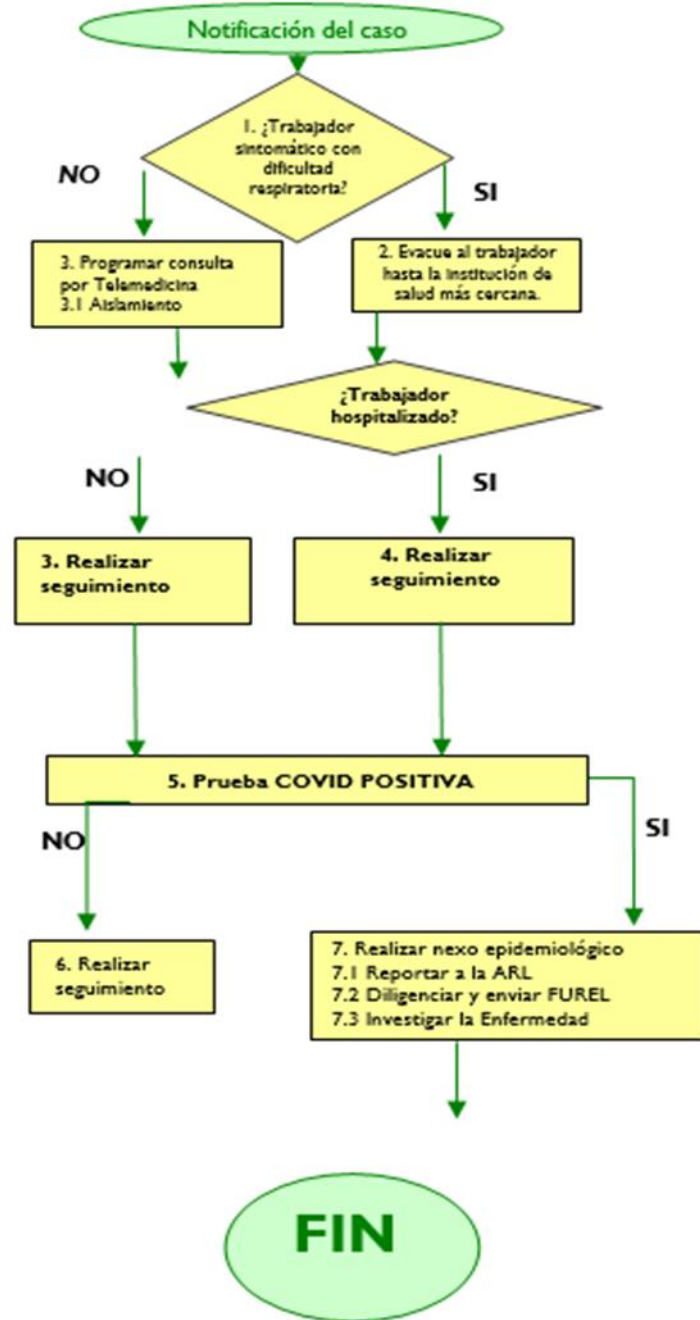 Notificación del caso
1. ¿Trabajador
sintomático con
dificultad
respiratoria?
NO
SI
3. Programar consulta
por Telemedicina
3.1 Aislamiento
2. Evacue al trabajador
hasta la institución de
salud más cercana.
¿Trabajador
hospitalizado?
NO
SI
3. Realizar
seguimiento
4. Realizar
seguimiento
5. Prueba COVID POSITIVA
NO
SI
6. Realizar
seguimiento
7. Realizar nexo epidemiológico
7.1 Reportar a la ARL
7.2 Diligenciar y enviar FUREL
7.3 Investigar la Enfermedad
FIN